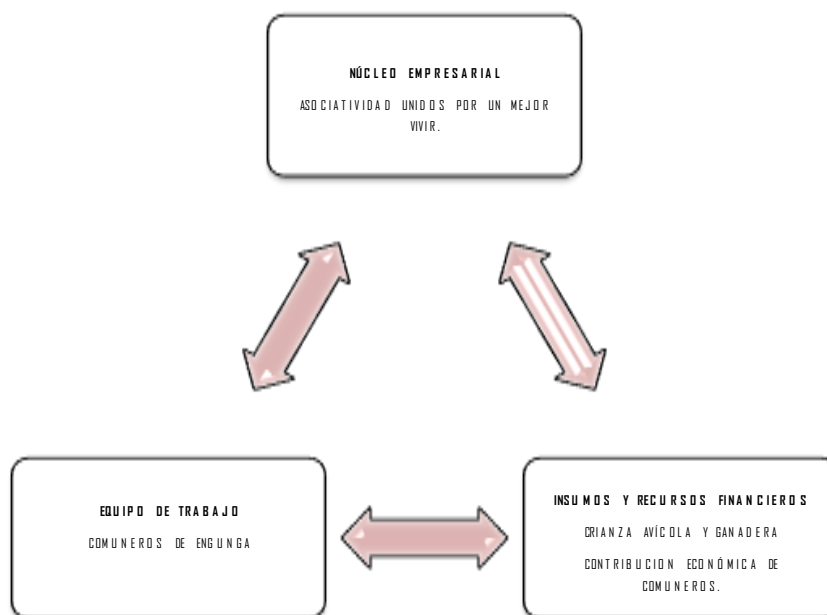 NÚCLEO EMPRESARIAL
ASOCIATIVIDAD UNIDOS POR UN MEJOR
VIVIR.
EQUIPO DE TRABAJO
COMUNEROS DE ENGUNGA
INSUMOS Y RECURSOS FINANCIEROS
CRIANZA AVÍCOLA Y GANADERA
CONTRIBUCION ECONÓMICA DE
COMUNEROS.